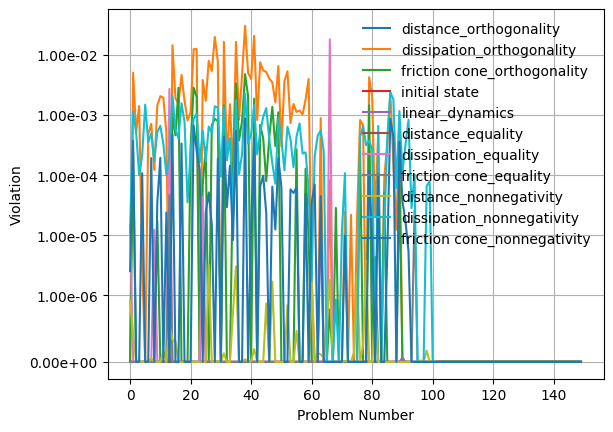 distance_orthogonality
dissipation_orthogonality
friction cone_orthogonality
initial state
linear_dynamics
distance_equality
dissipation_equality
friction cone_equality
distance_nonnegativity
dissipation_nonnegativity
friction cone_nonnegativity
1.00e-02
1.00e-03
1.00e-04
1.00e-05
1.00e-06
0.00e+00
Violation
0 20 40 60 80 100 120 140
Problem Number